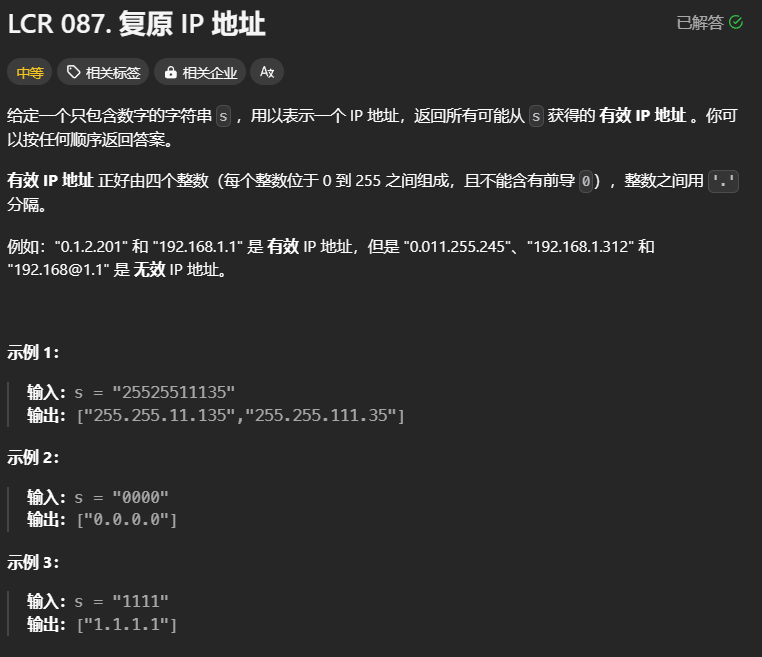 LCR 087. 复原 IP 地址
已解答
中等
相关标签
相关企业
Aあ
给定一个只包含数字的字符串 s ，用以表示一个 IP 地址，返回所有可能从 s 获得的 有效 IP 地址 。你可
以按任何顺序返回答案。
有效 IP 地址 正好由四个整数（每个整数位于 0 到 255 之间组成，且不能含有前导 0），整数之间用 '.'
分隔。
例如："0.1.2.201" 和 "192.168.1.1" 是 有效 IP 地址，但是 "0.011.255.245"、"192.168.1.312" 和
"192.168@1.1" 是 无效 IP 地址。
示例 1：
输入：s = "25525511135"
输出：["255.255.11.135","255.255.111.35"]
示例 2：
输入：s = "0000"
输出：["0.0.0.0"]
示例 3：
输入：s = "1111"
输出：["1.1.1.1"]